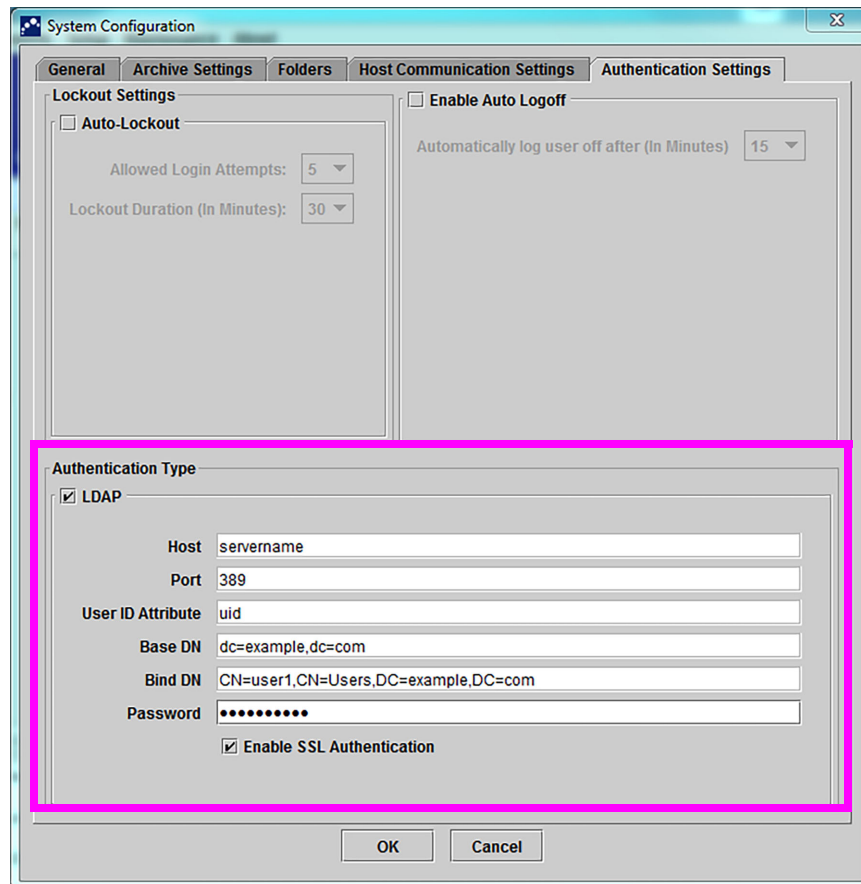 System Configuration
General Archive Settings Folders Host Communication Settings Authentication Settings
Lockout Settings
Auto-Lockout
Allowed Login Attempts: 5
Lockout Duration (In Minutes): 30
Enable Auto Logoff
Automatically log user off after (In Minutes) 15
Authentication Type
LDAP
Host servername
Port 389
User ID Attribute uid
Base DN dc=example,dc=com
Bind DN CN=user1,CN=Users,DC=example,DC=com
Password ••••••••••
Enable SSL Authentication
OK Cancel